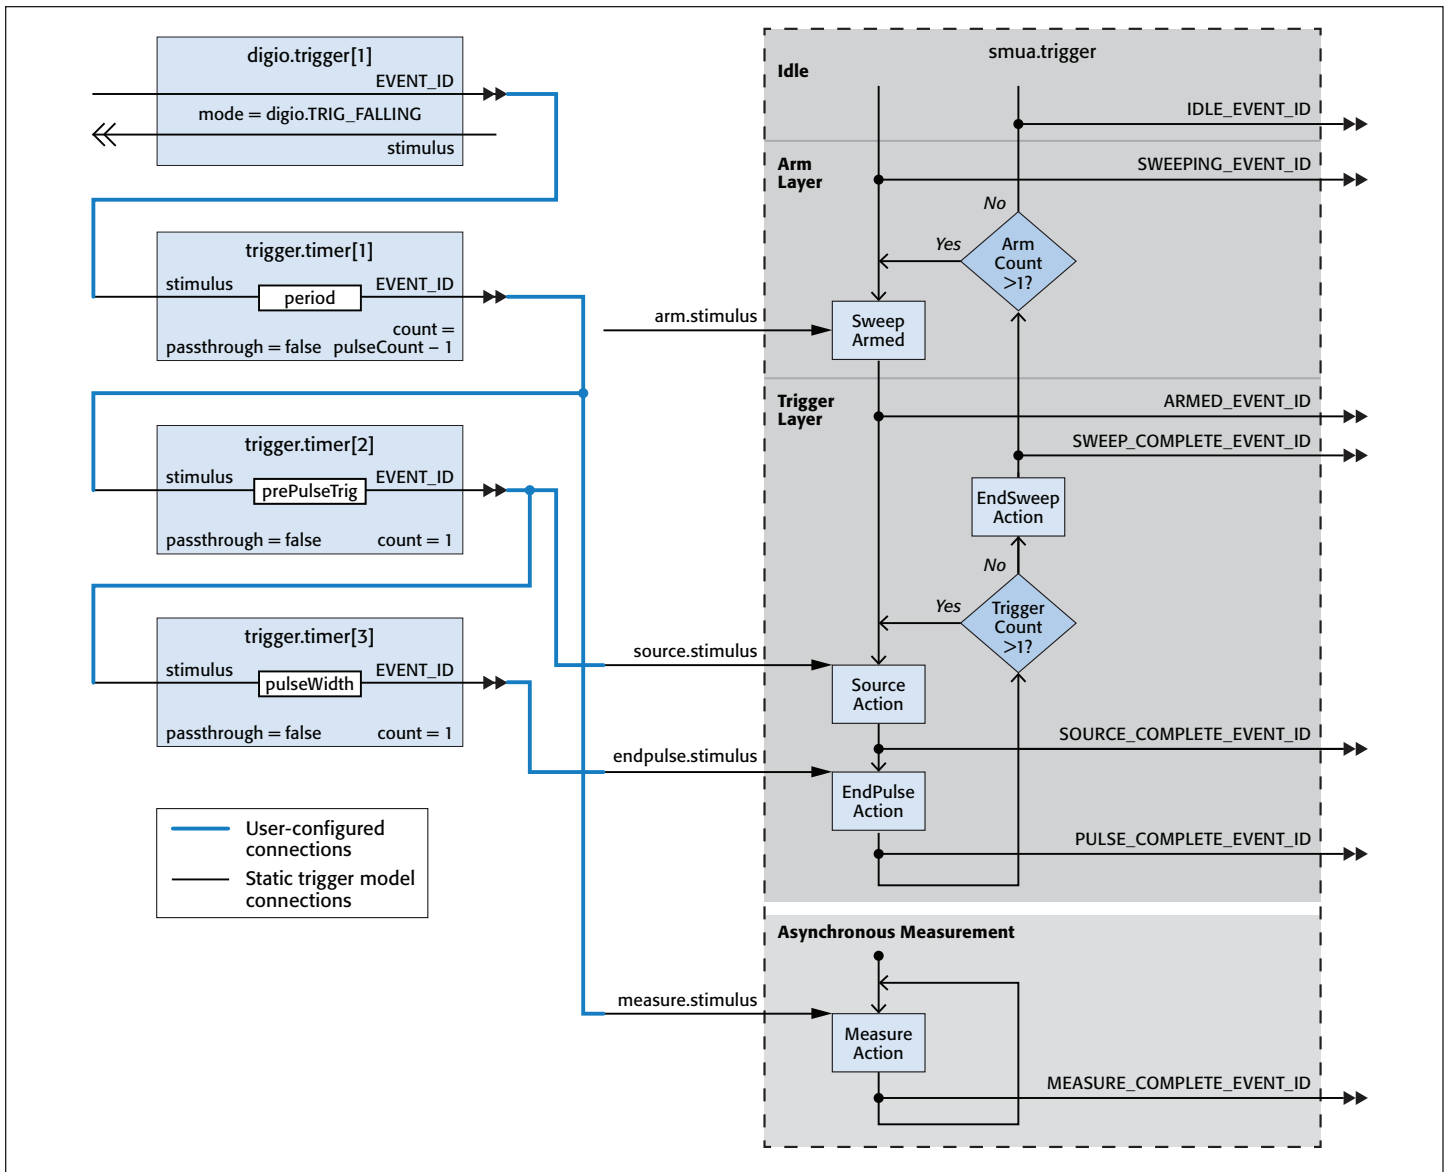 digio.trigger[1]
EVENT_ID
mode = digio.TRIG_FALLING
stimulus
trigger.timer[1]
stimulus
period
EVENT_ID
count =
passthrough = false
pulseCount – 1
trigger.timer[2]
stimulus
prePulseTrig
EVENT_ID
passthrough = false
count = 1
trigger.timer[3]
stimulus
pulseWidth
EVENT_ID
passthrough = false
count = 1
User-configured
connections
Static trigger model
connections
arm.stimulus
source.stimulus
endpulse.stimulus
measure.stimulus
smua.trigger
Idle
IDLE_EVENT_ID
Arm
Layer
SWEEPING_EVENT_ID
No
Yes
Arm
Count
>1?
Sweep
Armed
Trigger
Layer
ARMED_EVENT_ID
SWEEP_COMPLETE_EVENT_ID
EndSweep
Action
No
Yes
Trigger
Count
>1?
Source
Action
SOURCE_COMPLETE_EVENT_ID
EndPulse
Action
PULSE_COMPLETE_EVENT_ID
Asynchronous Measurement
Measure
Action
MEASURE_COMPLETE_EVENT_ID